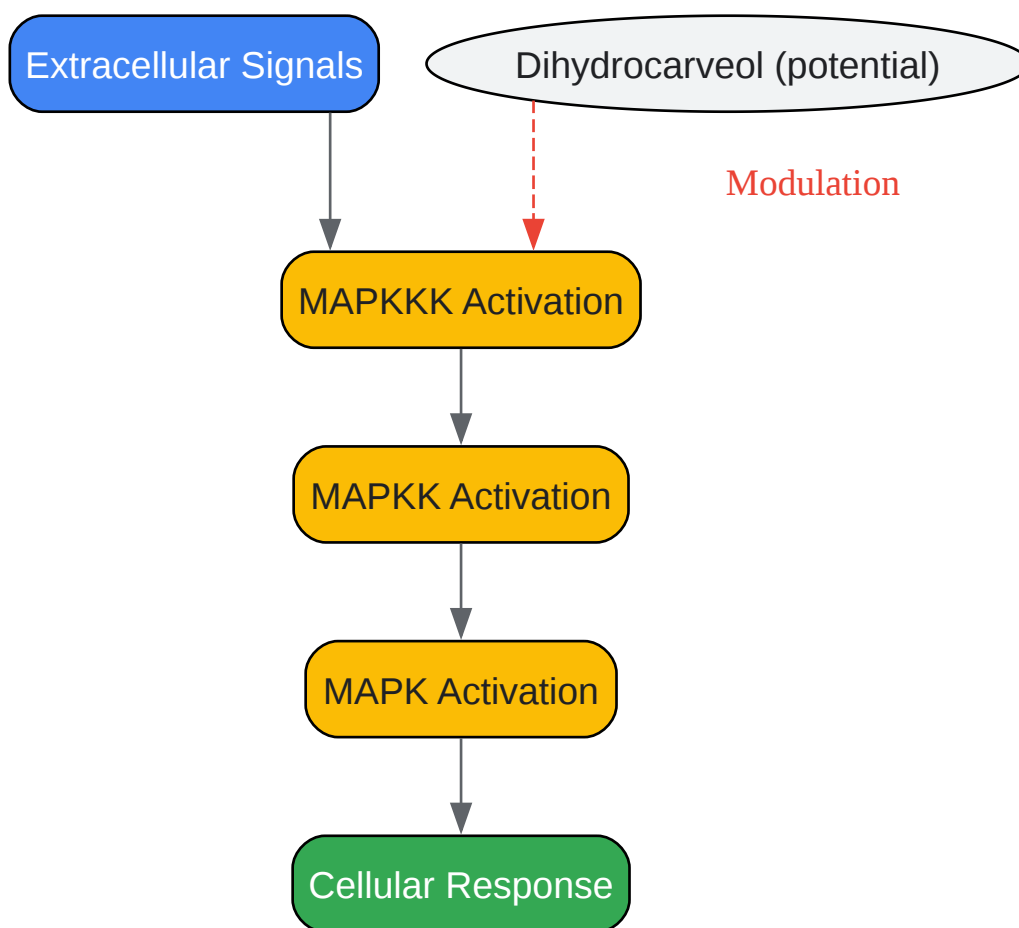 Extracellular Signals
Dihydrocarveol (potential)
Modulation
MAPKKK Activation
MAPKK Activation
MAPK Activation
Cellular Response